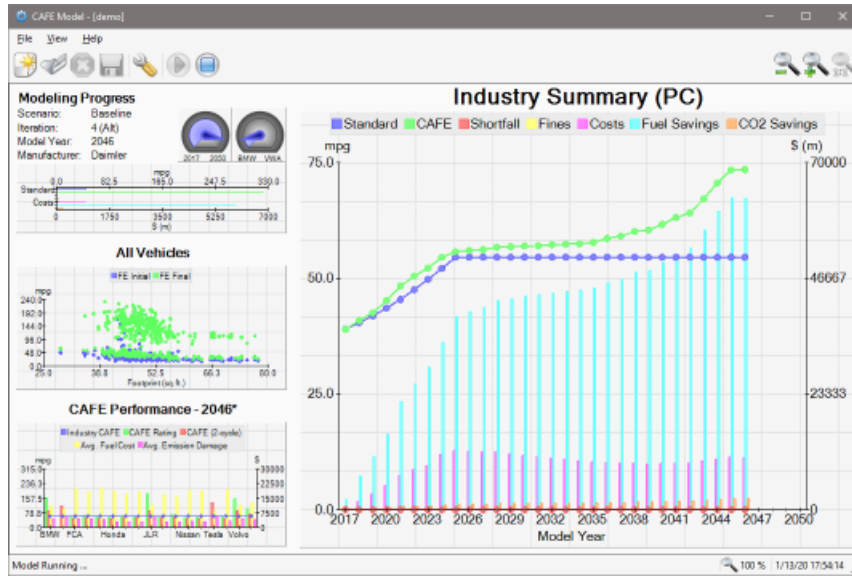 CAFE Model - [demo]
File View Help
Modeling Progress
Scenario: Baseline
Iteration: 4 (Alt)
Model Year: 2046
Manufacturer: Daimler
2017 2050 BMW VWA
mpg
0.0 82.5 165.0 247.5 330.0
Standard
Costs
0 1750 3500 5250 7000
$ (m)
All Vehicles
FE Initial FE Final
mpg
240.0
192.0
144.0
96.0
48.0
0.0
25.0 38.8 52.5 66.3 80.0
Footprint (sq. ft.)
CAFE Performance - 2046*
Industry CAFE CAFE Rating CAFE (2-cycle)
Avg. Fuel Cost Avg. Emission Damage
mpg $
315.0 30000
236.3 22500
157.5 15000
78.8 7500
0.0 0
BMW FCA Honda JLR Nissan Tesla Volvo
Industry Summary (PC)
Standard CAFE Shortfall Fines Costs Fuel Savings CO2 Savings
mpg $ (m)
75.0 70000
50.0 46667
25.0 23333
0.0 0
2017 2020 2023 2026 2029 2032 2035 2038 2041 2044 2047 2050
Model Year
Model Running ... 100 % 1/13/20 17:54:14